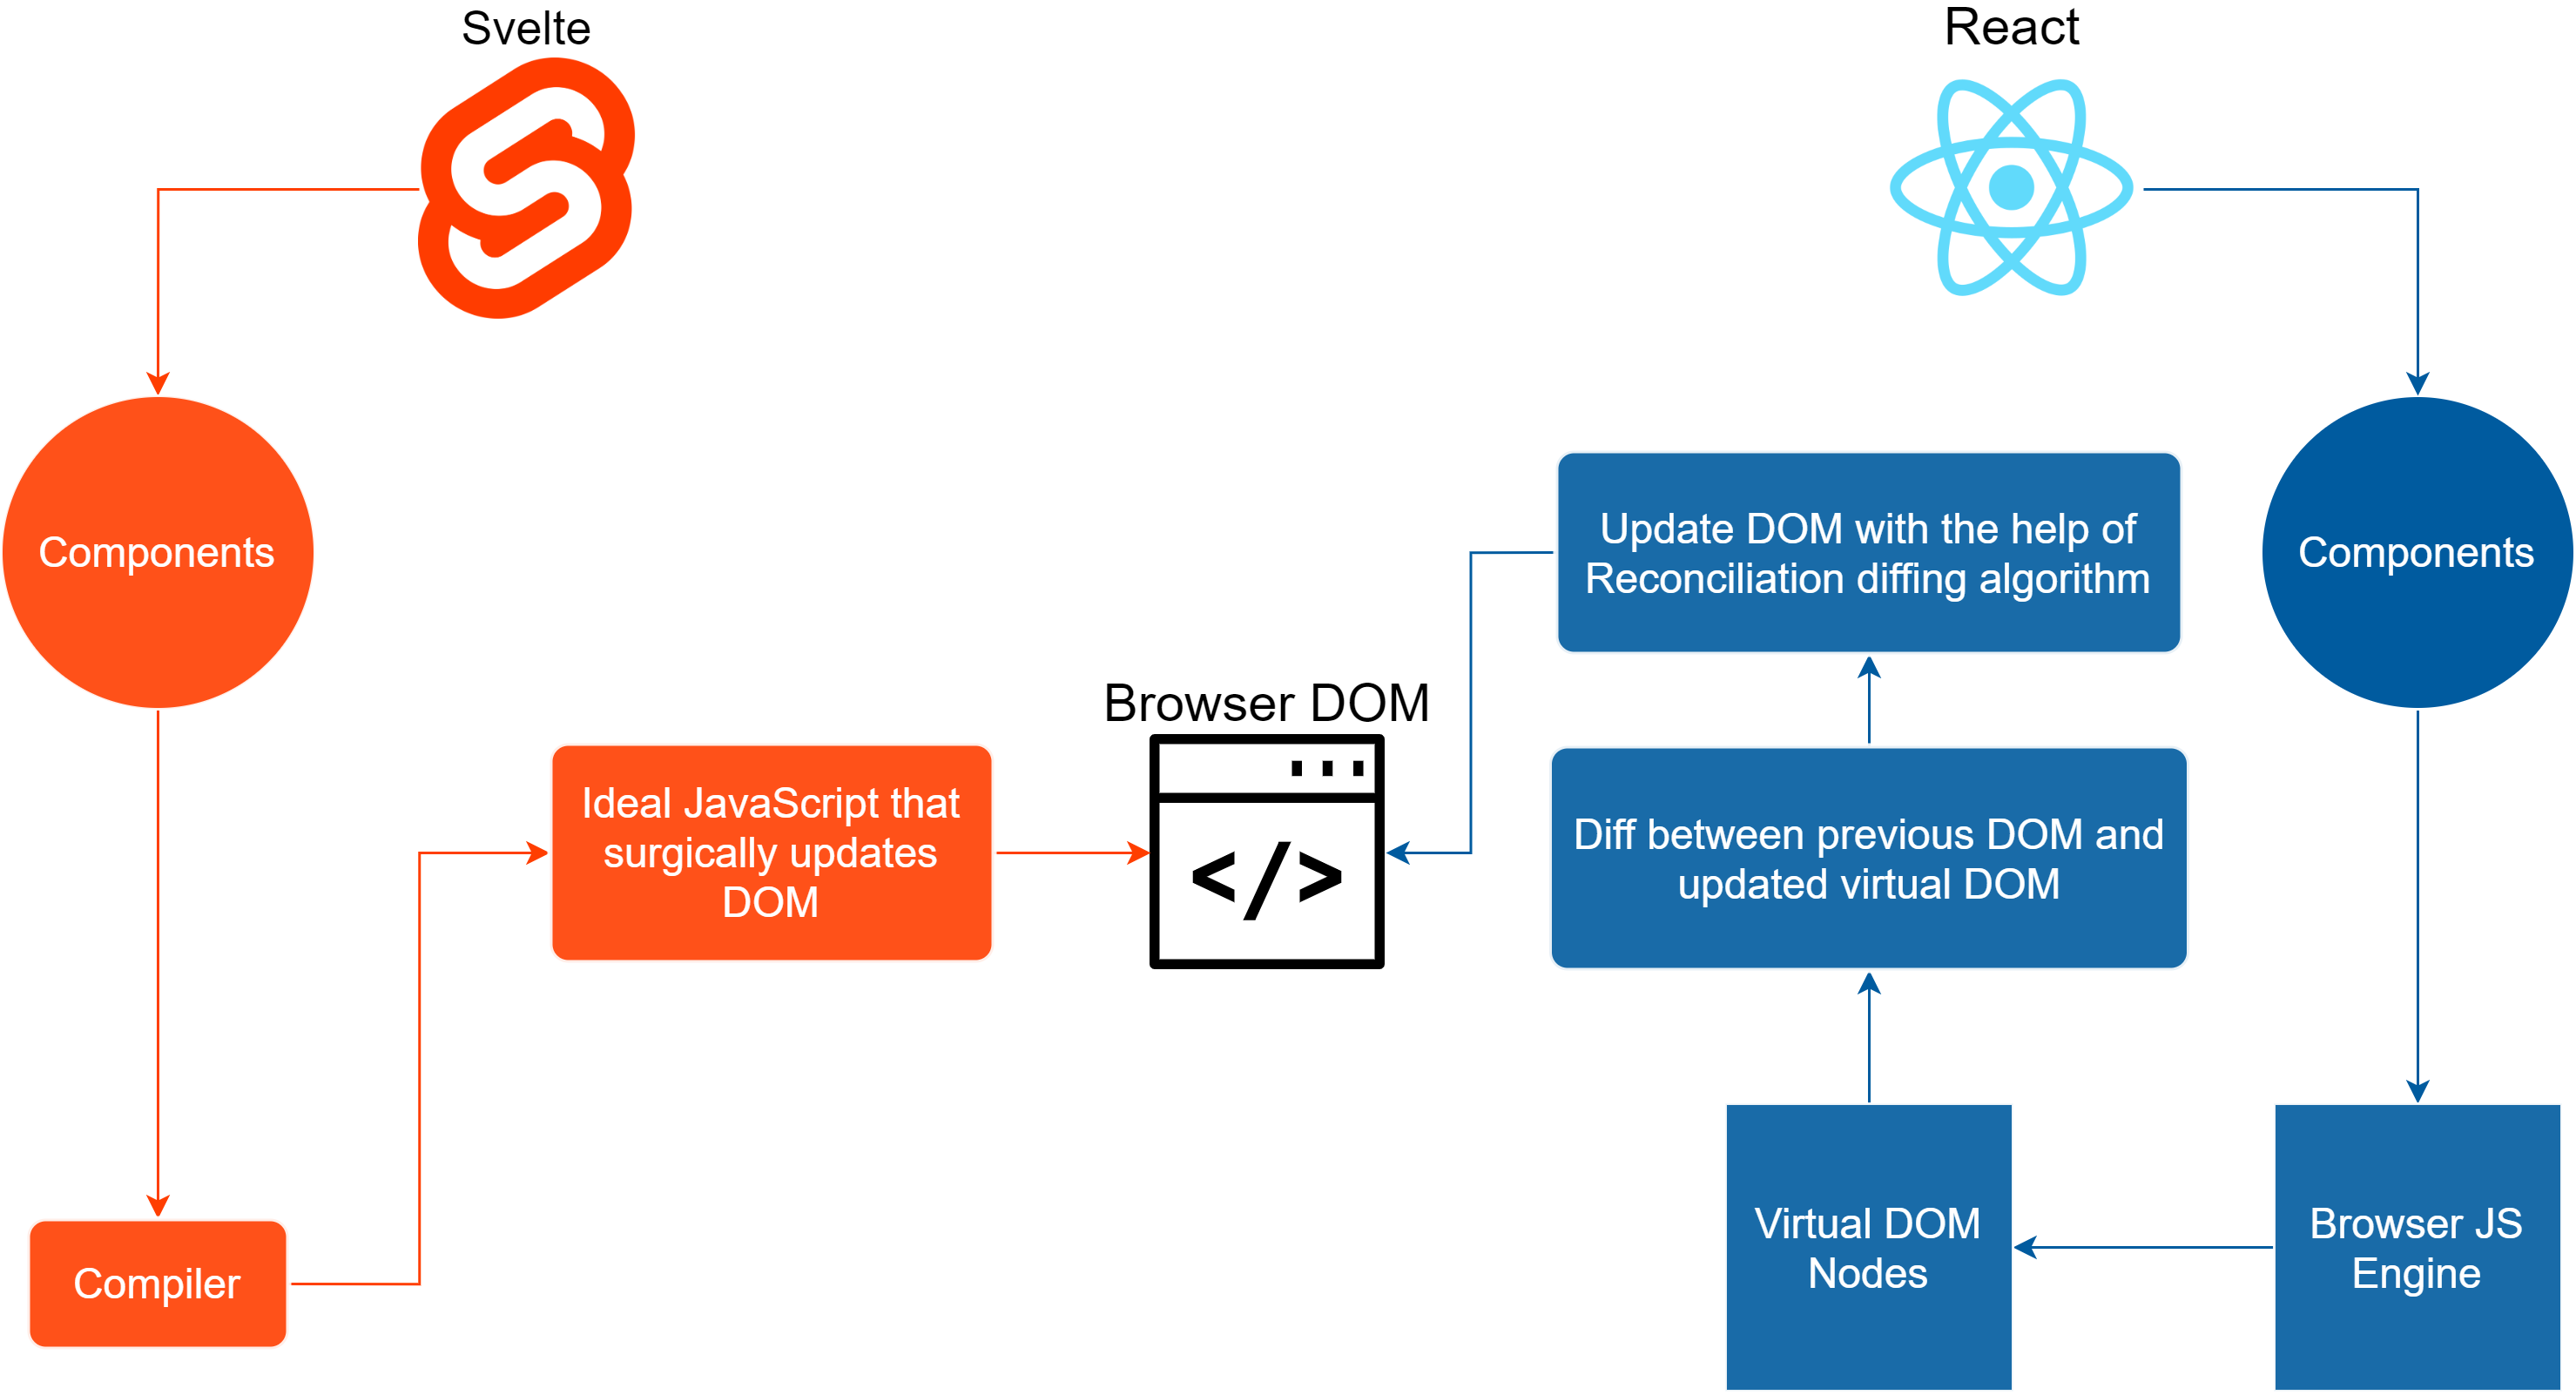 Svelte
React
Components
Update DOM with the help of
Reconciliation diffing algorithm
Components
Browser DOM
Ideal JavaScript that
surgically updates
DOM
</>
Diff between previous DOM and
updated virtual DOM
Compiler
Virtual DOM
Nodes
Browser JS
Engine